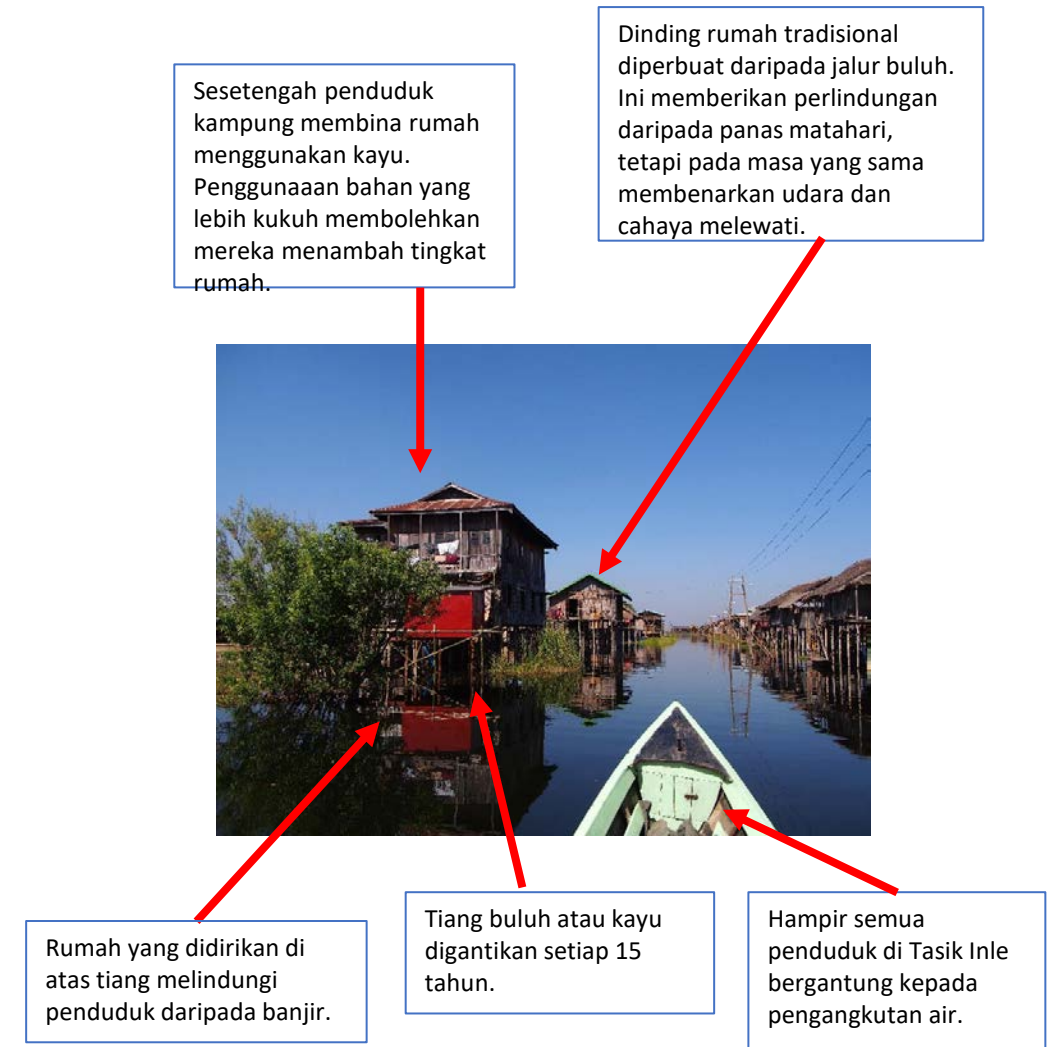 Dinding rumah tradisional
diperbuat daripada jalur buluh.
Ini memberikan perlindungan
daripada panas matahari,
tetapi pada masa yang sama
membenarkan udara dan
cahaya melewati.
Sesetengah penduduk
kampung membina rumah
menggunakan kayu.
Penggunaaan bahan yang
lebih kukuh membolehkan
mereka menambah tingkat
rumah.
Rumah yang didirikan di
atas tiang melindungi
penduduk daripada banjir.
Tiang buluh atau kayu
digantikan setiap 15
tahun.
Hampir semua
penduduk di Tasik Inle
bergantung kepada
pengangkutan air.